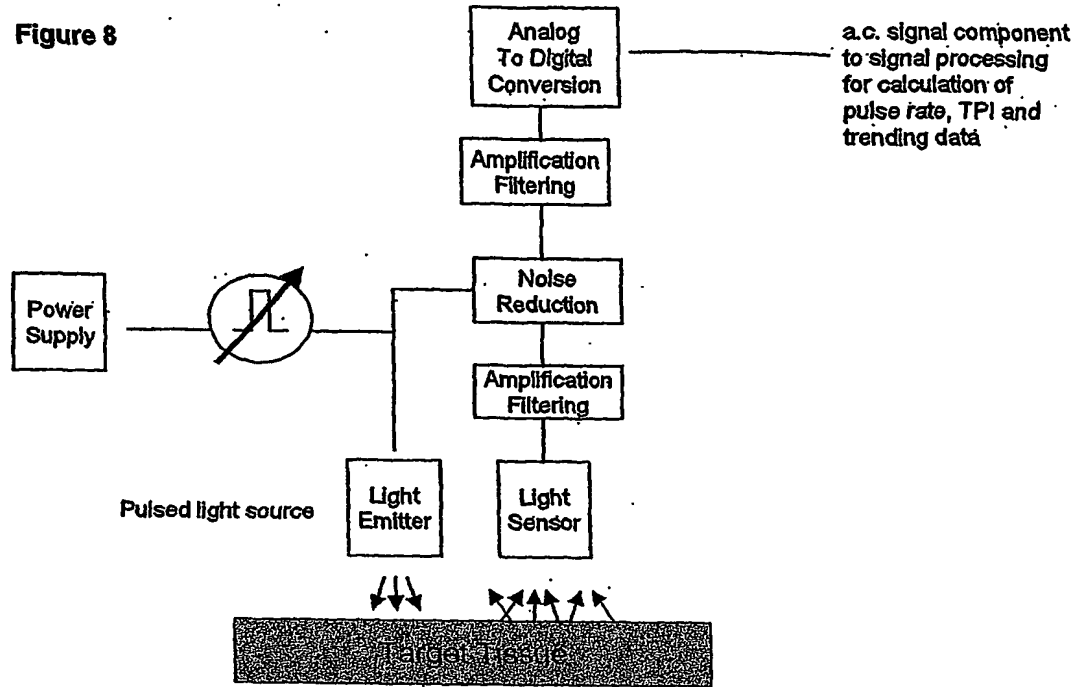 Figure 8
Analog
To Digital
Conversion
a.c. signal component
to signal processing
for calculation of
pulse rate, TPI and
trending data
Amplification
Filtering
Power
Supply
Noise
Reduction
Amplification
Filtering
Pulsed light source
Light
Emitter
Light
Sensor
Target Tissue